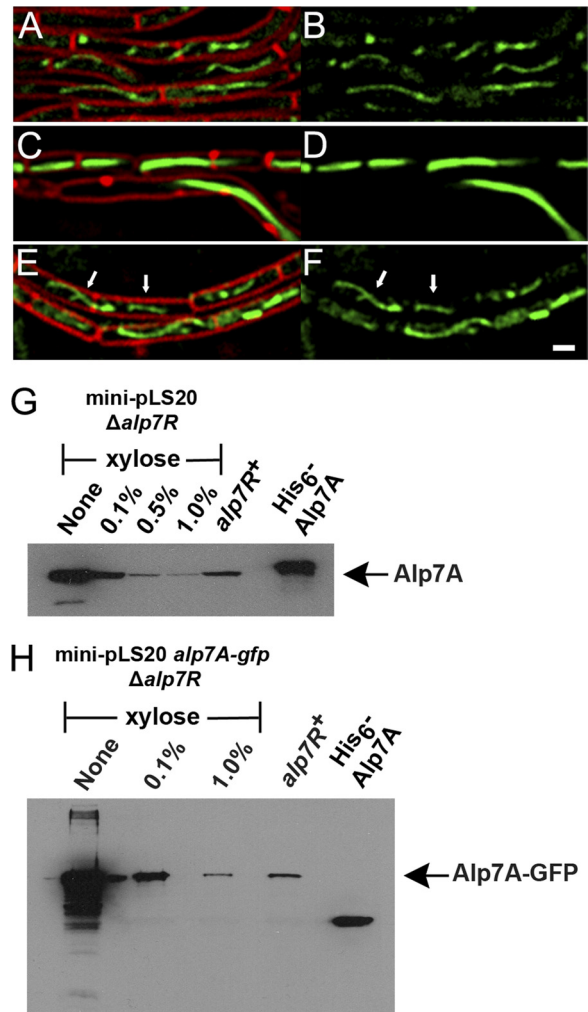 A
B
C
D
E
F
G
mini-pLS20
Δalp7R
xylose
None
0.1%
0.5%
1.0%
alp7R+
His6-
Alp7A
Alp7A
H
mini-pLS20 alp7A-gfp
Δalp7R
xylose
None
0.1%
1.0%
alp7R+
His6-
Alp7A
Alp7A-GFP